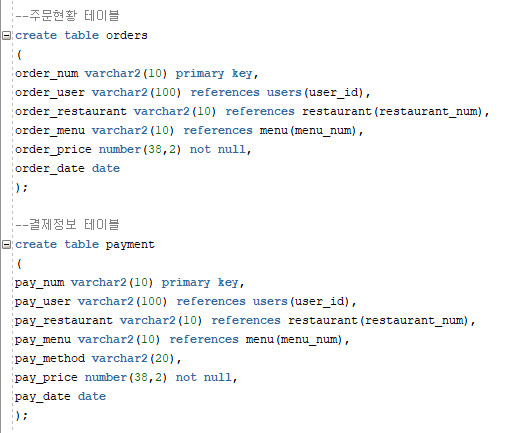 --주문현황 테이블
create table orders
(
order_num varchar2(10) primary key,
order_user varchar2(100) references users(user_id),
order_restaurant varchar2(10) references restaurant(restaurant_num),
order_menu varchar2(10) references menu(menu_num),
order_price number(38,2) not null,
order_date date
);
--결제정보 테이블
create table payment
(
pay_num varchar2(10) primary key,
pay_user varchar2(100) references users(user_id),
pay_restaurant varchar2(10) references restaurant(restaurant_num),
pay_menu varchar2(10) references menu(menu_num),
pay_method varchar2(20),
pay_price number(38,2) not null,
pay_date date
);